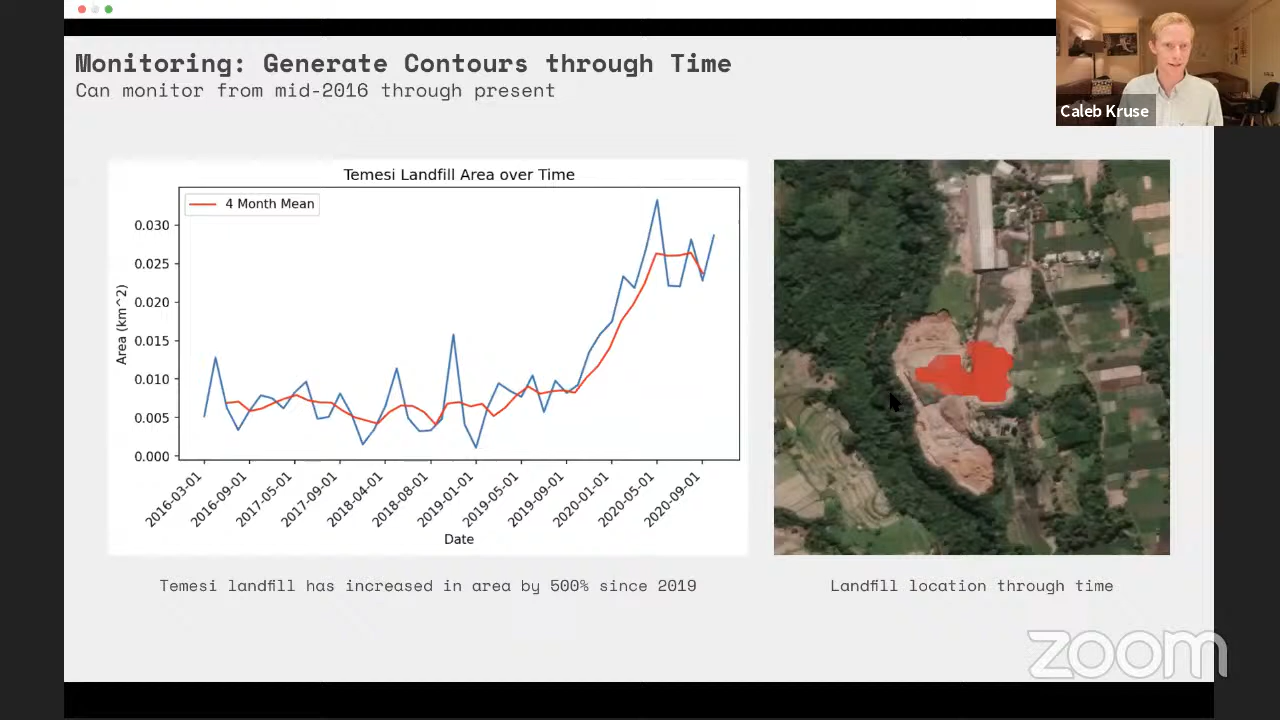 Monitoring: Generate Contours through Time
Can monitor from mid-2016 through present
Caleb Kruse
Temesi Landfill Area over Time
4 Month Mean
Area (km^2)
0.030
0.025
0.020
0.015
0.010
0.005
0.000
2016-03-01
2016-09-01
2017-05-01
2017-09-01
2018-04-01
2018-08-01
2019-01-01
2019-05-01
2019-09-01
2020-01-01
2020-05-01
2020-09-01
Date
Temesi landfill has increased in area by 500% since 2019
Landfill location through time
zoom